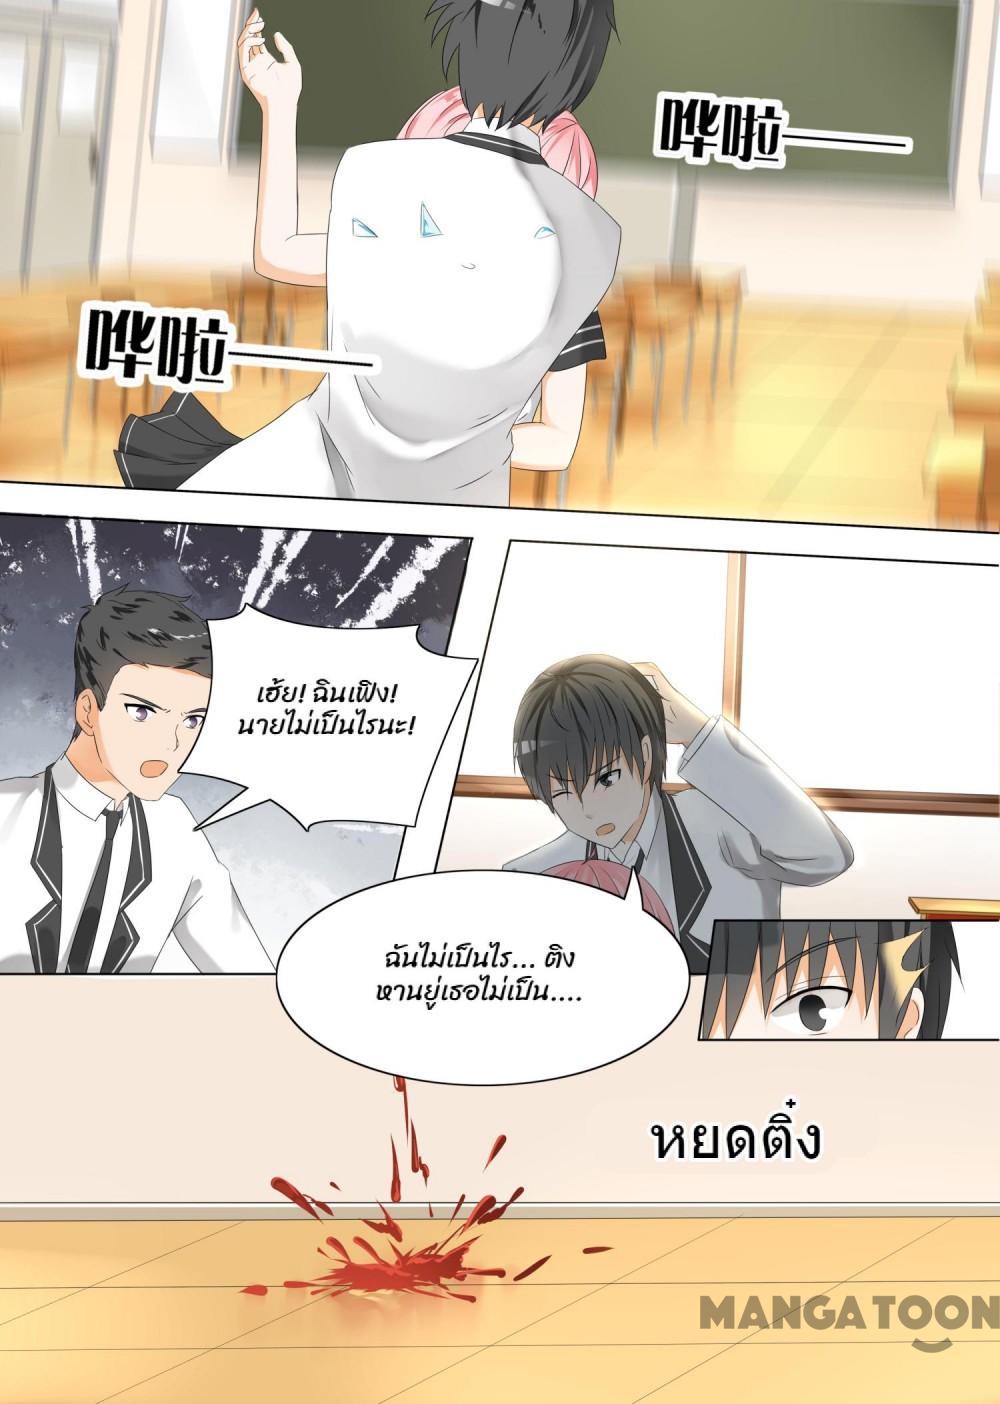 哗啦——
哗啦——
เฮ้ย! ฉินเฟิง!
นายไม่เป็นไรนะ!
ฉันไม่เป็นไร... ติง
หานยู่เธอไม่เป็น....
หยดติ๋ง
MANGATOON